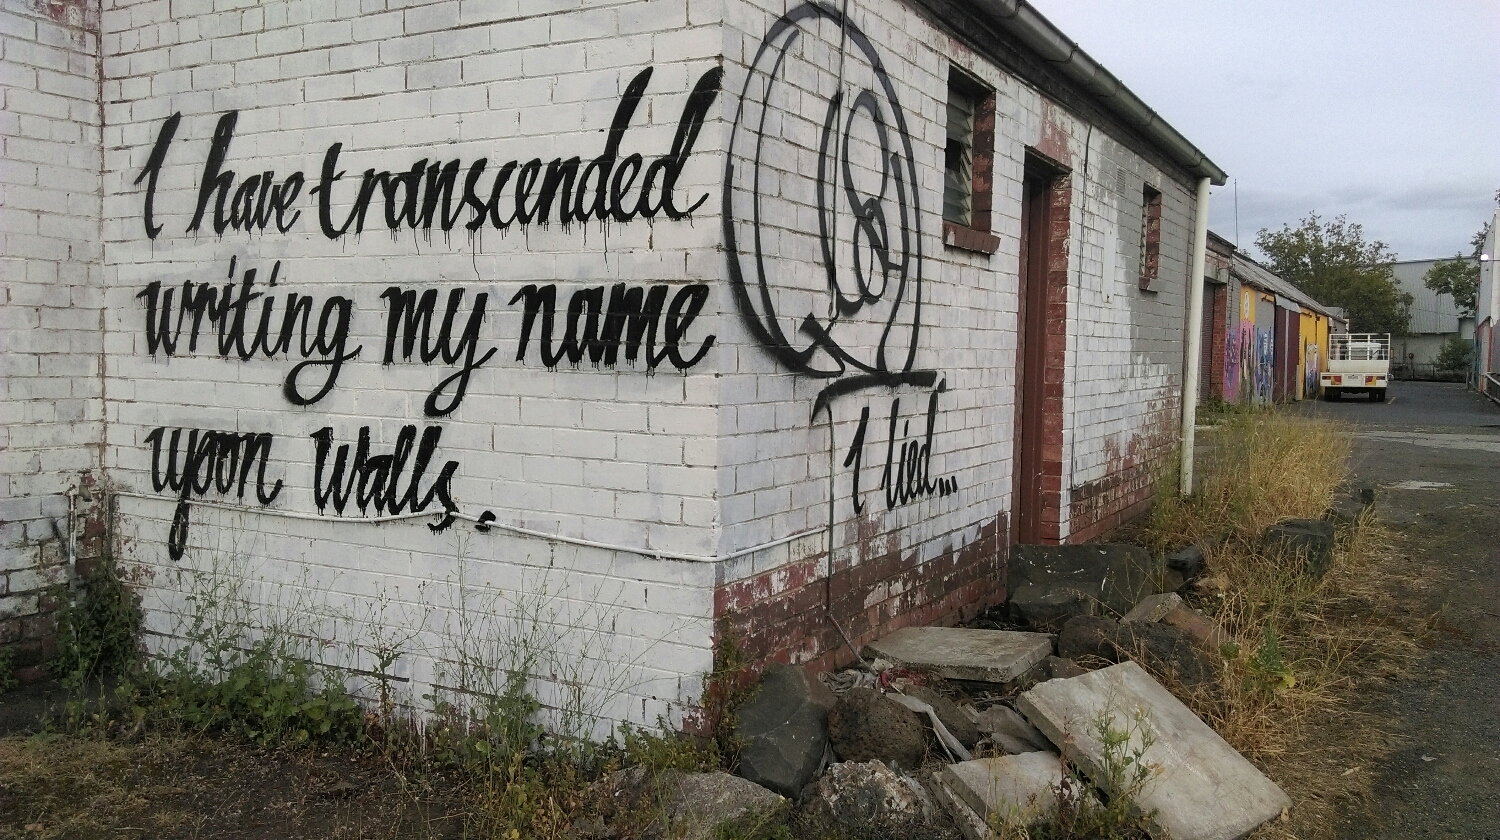 I have transcended
writing my name
upon walls.
I lied...